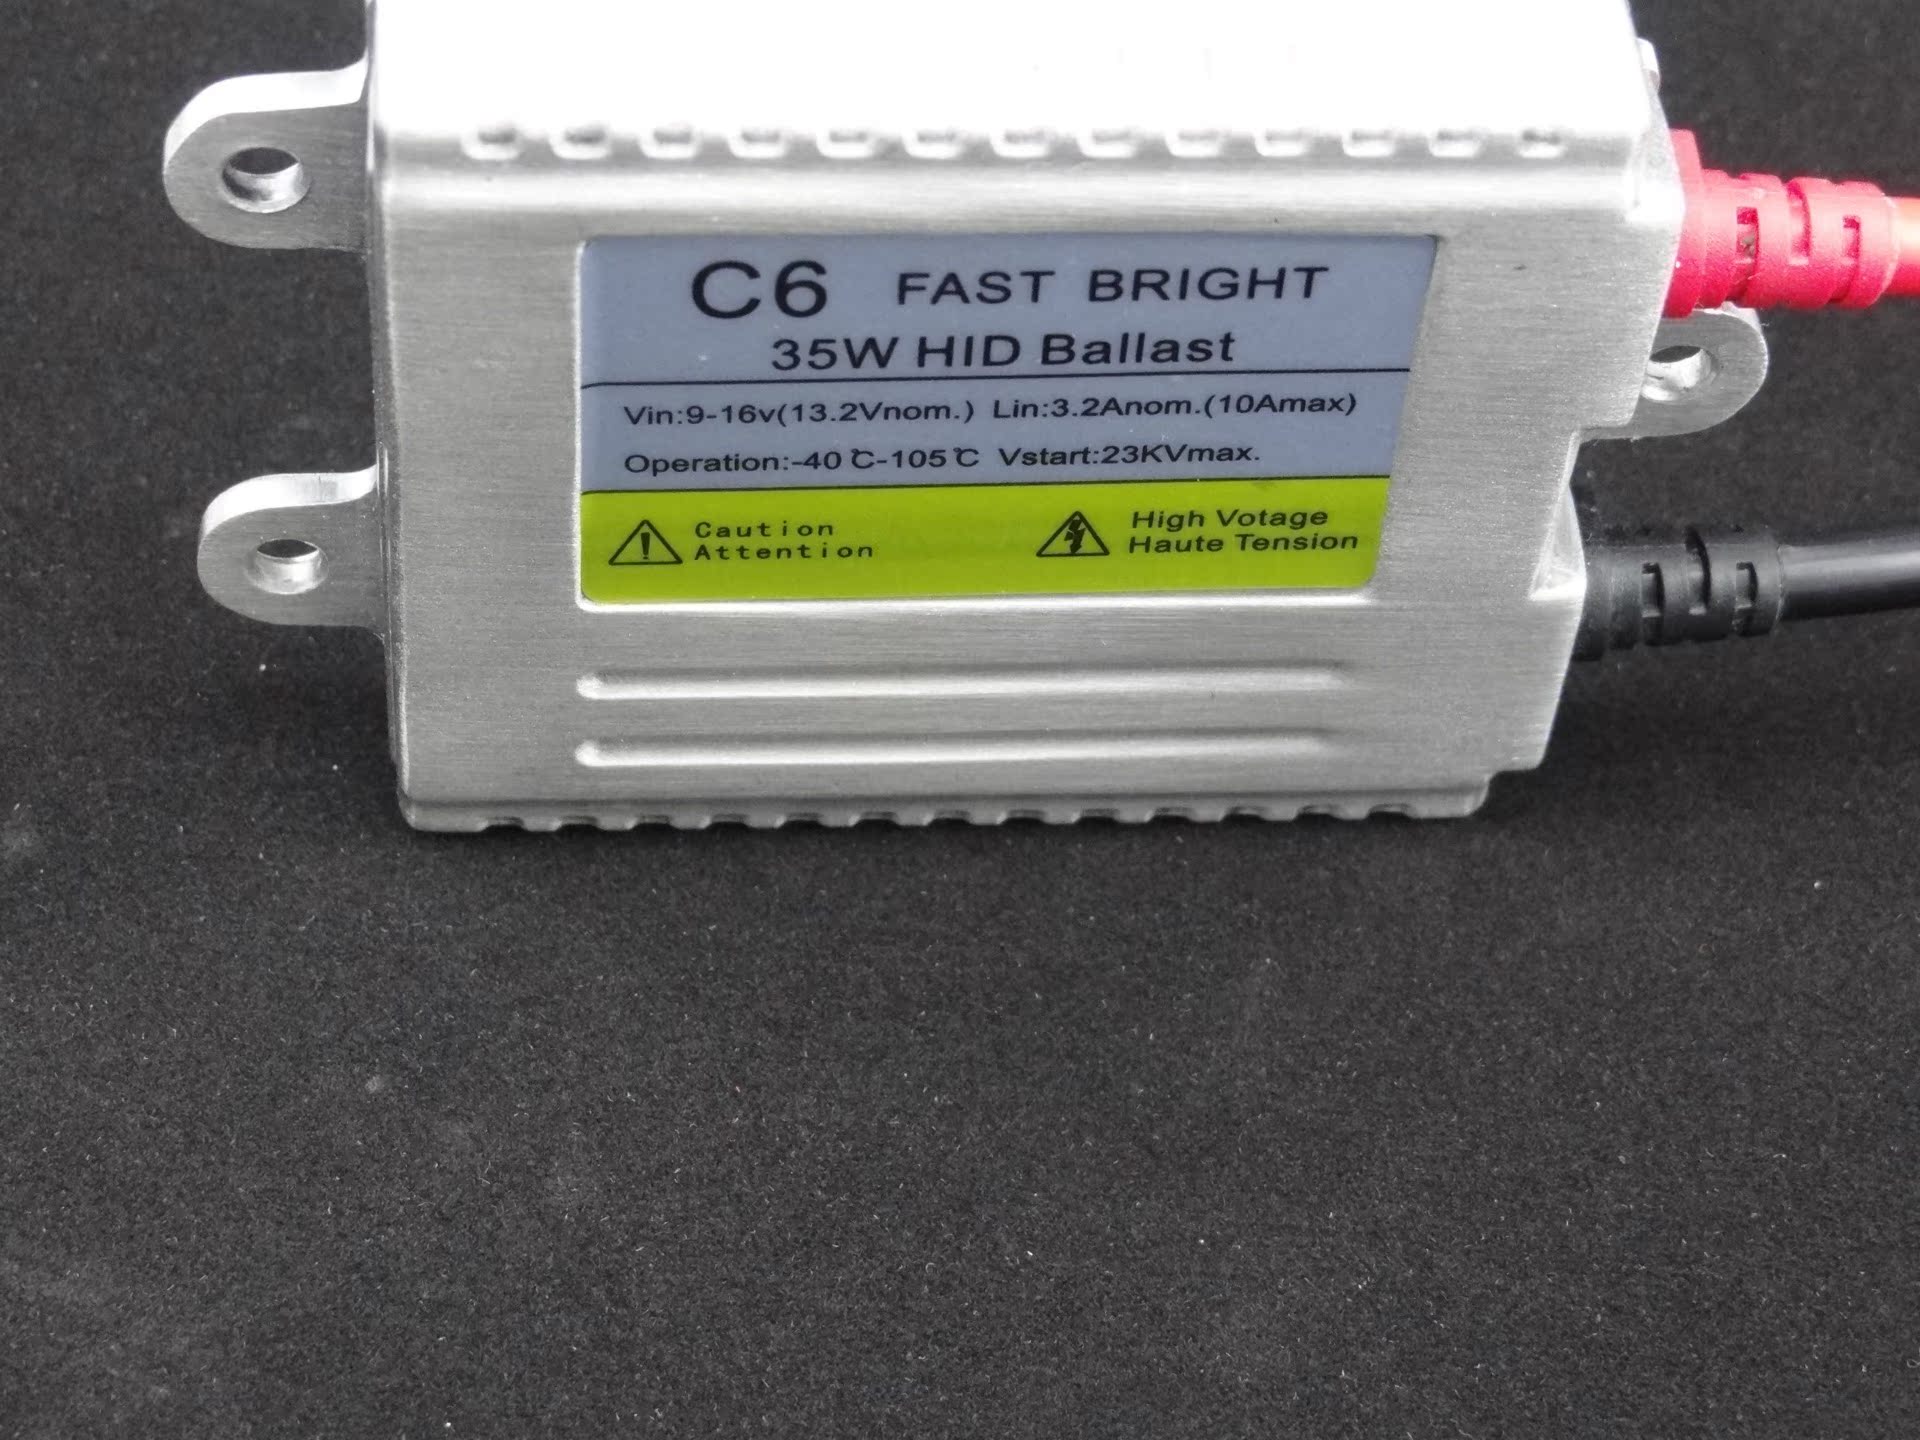 C6 FAST BRIGHT
35W HID Ballast
Vin:9-16v(13.2Vnom.) Lin:3.2Anom.(10Amax)
Operation:-40℃-105℃ Vstart:23KVmax.
Caution
Attention
High Votage
Haute Tension